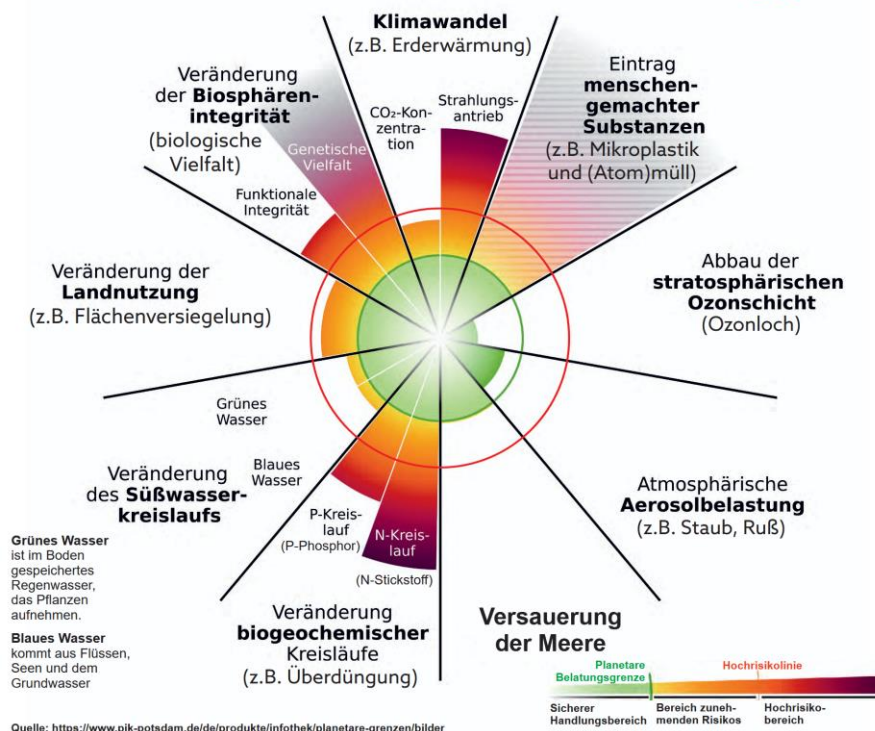 Klimawandel
(z.B. Erderwärmung)
Veränderung
der Biosphären-
integrität
(biologische
Vielfalt)
Genetische
Vielfalt
Funktionale
Integrität
CO₂-Kon-
zentra-
tion
Strahlungs-
antrieb
Eintrag
menschen-
gemachter
Substanzen
(z.B. Mikroplastik
und (Atom)müll)
Veränderung der
Landnutzung
(z.B. Flächenversiegelung)
Abbau der
stratosphärischen
Ozonschicht
(Ozonloch)
Grünes
Wasser
Blaues
Wasser
Veränderung
des Süßwasser-
kreislaufs
P-Kreis-
lauf
(P-Phosphor)
N-Kreis-
lauf
(N-Stickstoff)
Atmosphärische
Aerosolbelastung
(z.B. Staub, Ruß)
Grünes Wasser
ist im Boden
gespeichertes
Regenwasser,
das Pflanzen
aufnehmen.
Blaues Wasser
kommt aus Flüssen,
Seen und dem
Grundwasser
Veränderung
biogeochemischer
Kreisläufe
(z.B. Überdüngung)
Versauerung
der Meere
Planetare
Belatungsgrenze
Hochrisikolinie
Sicherer
Handlungsbereich
Bereich zuneh-
menden Risikos
Hochrisiko-
bereich
Quelle: https://www.pik-potsdam.de/de/produkte/infothek/planetare-grenzen/bilder